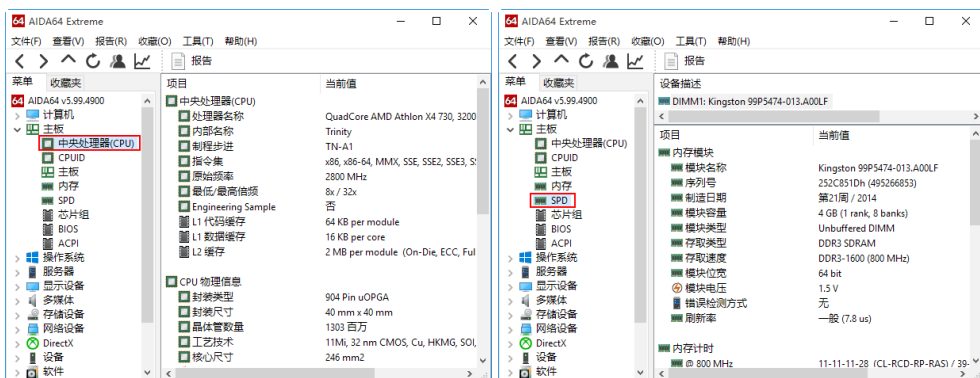 64 AIDA64 Extreme
文件(F) 查看(V) 报告(R) 收藏(O) 工具(T) 帮助(H)
报告
菜单 收藏夹
64 AIDA64 v5.99.4900
计算机
主板
中央处理器(CPU)
CPUID
主板
内存
SPD
芯片组
BIOS
ACPI
操作系统
服务器
显示设备
多媒体
存储设备
网络设备
DirectX
设备
软件
项目 当前值
中央处理器(CPU)
处理器名称 QuadCore AMD Athlon X4 730, 3200
内部名称 Trinity
制程步进 TN-A1
指令集 x86, x86-64, MMX, SSE, SSE2, SSE3, S
原始频率 2800 MHz
最低/最高倍频 8x / 32x
Engineering Sample 否
L1 代码缓存 64 KB per module
L1 数据缓存 16 KB per core
L2 缓存 2 MB per module (On-Die, ECC, Ful
CPU 物理信息
封装类型 904 Pin uOPGA
封装尺寸 40 mm x 40 mm
晶体管数量 1303 百万
工艺技术 11Mi, 32 nm CMOS, Cu, HKMG, SOI,
核心尺寸 246 mm2
64 AIDA64 Extreme
文件(F) 查看(V) 报告(R) 收藏(O) 工具(T) 帮助(H)
报告
菜单 收藏夹
64 AIDA64 v5.99.4900
计算机
主板
中央处理器(CPU)
CPUID
主板
内存
SPD
芯片组
BIOS
ACPI
操作系统
服务器
显示设备
多媒体
存储设备
网络设备
DirectX
设备
软件
设备描述
DIMM1: Kingston 99P5474-013.A00LF
项目 当前值
内存模块
模块名称 Kingston 99P5474-013.A00LF
序列号 252C851Dh (495266853)
制造日期 第21周 / 2014
模块容量 4 GB (1 rank, 8 banks)
模块类型 Unbuffered DIMM
存取类型 DDR3 SDRAM
存取速度 DDR3-1600 (800 MHz)
模块位宽 64 bit
模块电压 1.5 V
错误检测方式 无
刷新率 一般 (7.8 us)
内存计时
@ 800 MHz 11-11-11-28 (CL-RCD-RP-RAS) / 39-